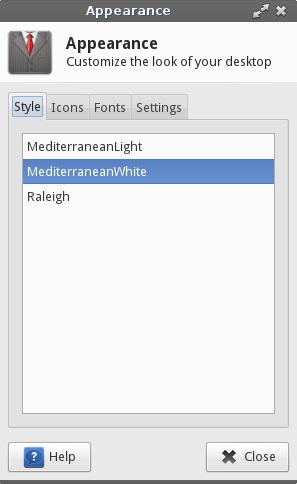 Appearance
Appearance
Customize the look of your desktop
Style Icons Fonts Settings
MediterraneanLight
MediterraneanWhite
Raleigh
? Help Close